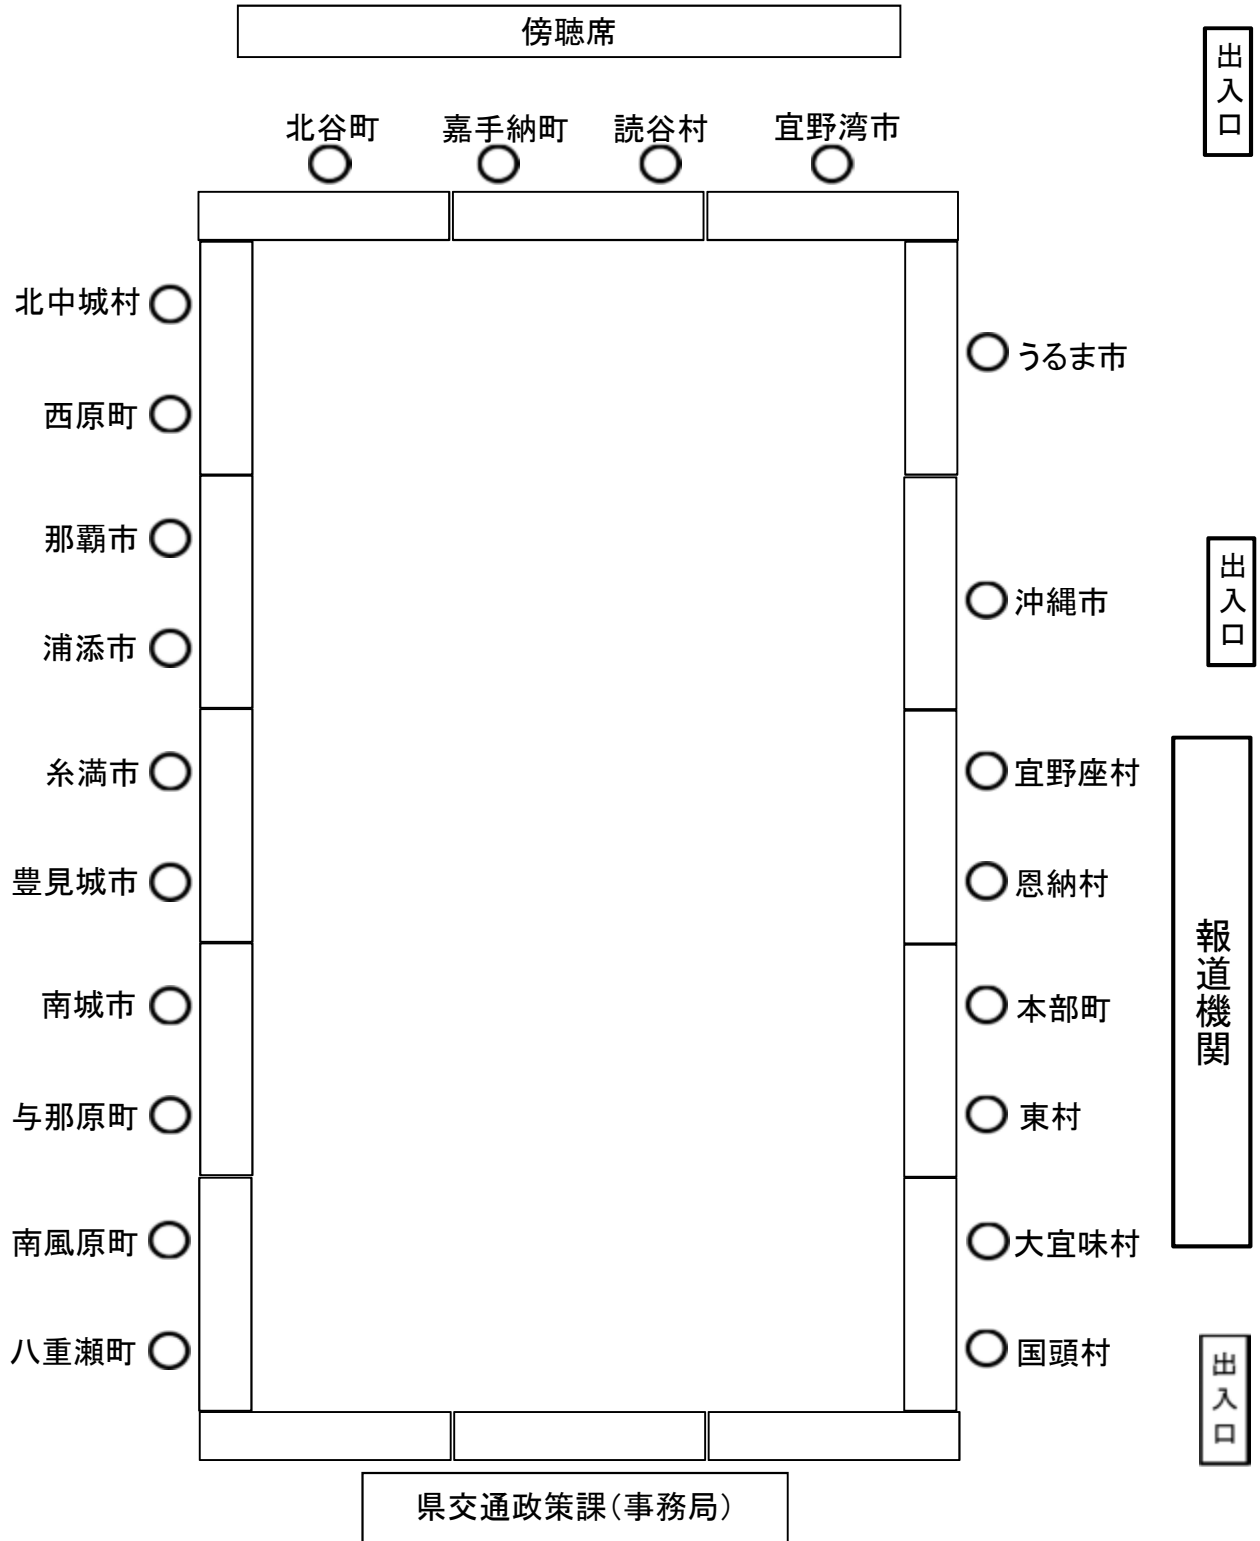 傍聴席
出入口
北谷町
嘉手納町
読谷村
宜野湾市
北中城村
うるま市
西原町
那覇市
出入口
沖縄市
浦添市
糸満市
宜野座村
豊見城市
恩納村
報道機関
南城市
本部町
与那原町
東村
南風原町
大宜味村
八重瀬町
国頭村
出入口
県交通政策課(事務局)